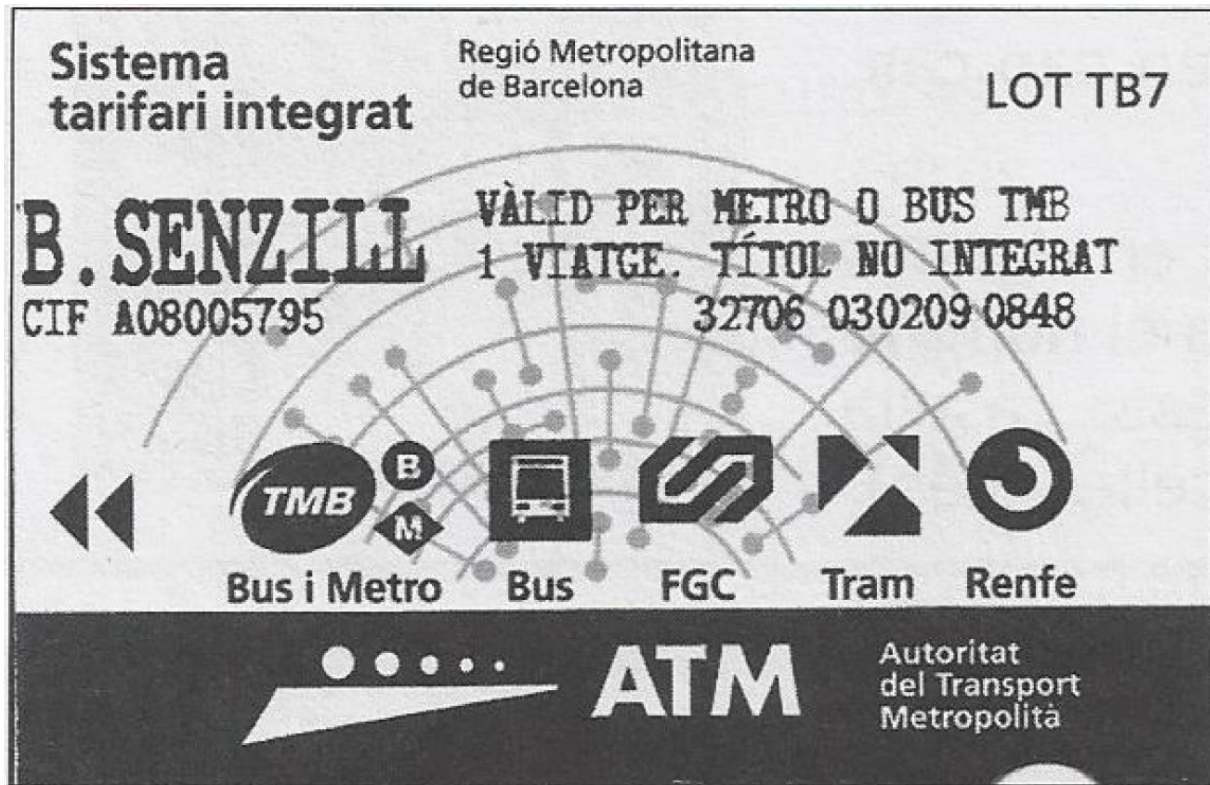 Sistema
tarifari integrat
Regió Metropolitana
de Barcelona
LOT TB7
B.SENZILL
CIF A08005795
VÀLID PER METRO O BUS TMB
1 VIATGE. TÍTOL NO INTEGRAT
32706 030209 0848
TMB
B
M
Bus i Metro
Bus
FGC
Tram
Renfe
ATM
Autoritat
del Transport
Metropolità